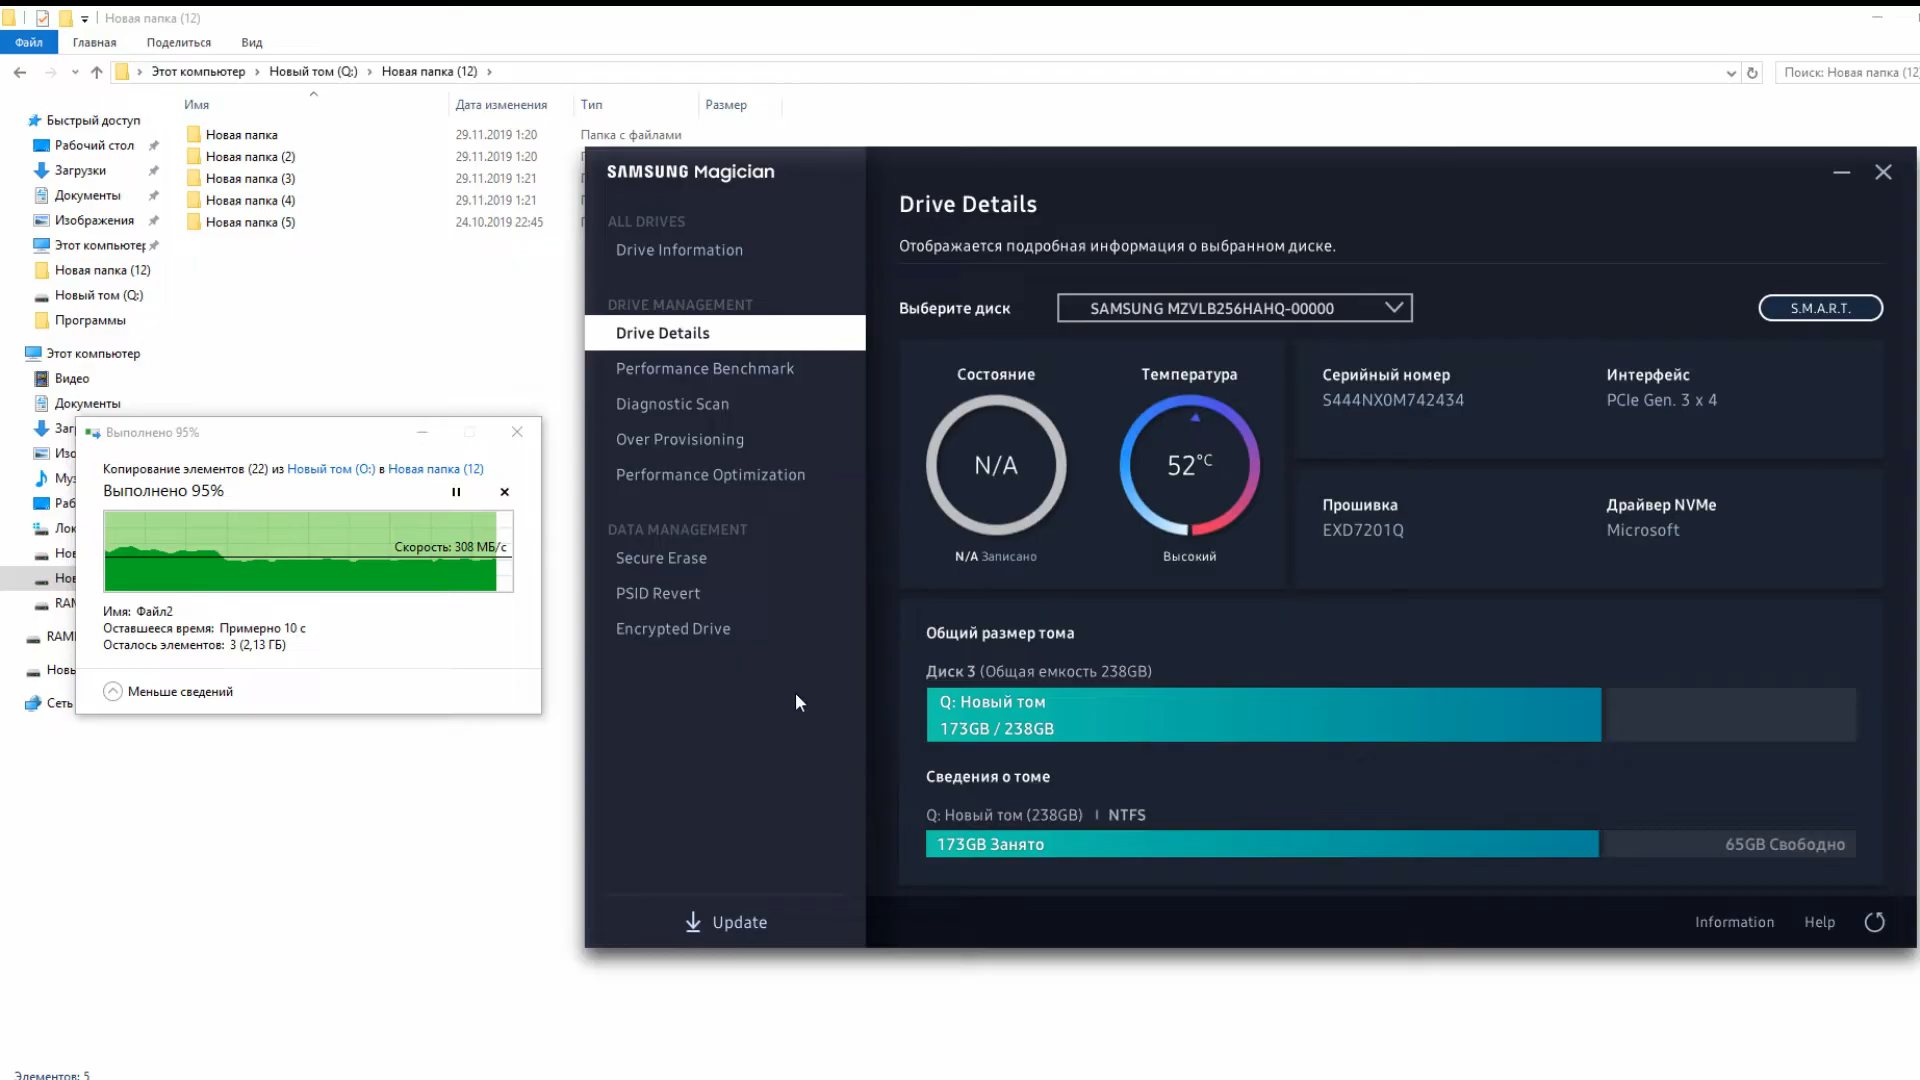 Новая папка (12)
Файл
Главная
Поделиться
Вид
Этот компьютер
Новый том (Q:)
Новая папка (12)
Поиск: Новая папка (12)
Имя
Дата изменения
Тип
Размер
Быстрый доступ
Рабочий стол
Загрузки
Документы
Изображения
Этот компьютер
Новая папка (12)
Новый том (Q:)
Программы
Этот компьютер
Видео
Документы
Заг
Изо
Муз
Раб
Лок
Нов
Нов
RAM
RAMI
Новь
Сеть
Новая папка 29.11.2019 1:20 Папка с файлами
Новая папка (2) 29.11.2019 1:20
Новая папка (3) 29.11.2019 1:21
Новая папка (4) 29.11.2019 1:21
Новая папка (5) 24.10.2019 22:45
Выполнено 95%
Копирование элементов (22) из Новый том (O:) в Новая папка (12)
Выполнено 95%
Скорость: 308 МБ/с
Имя: Файл2
Оставшееся время: Примерно 10 с
Осталось элементов: 3 (2,13 ГБ)
Меньше сведений
Элементов: 5
SAMSUNG Magician
ALL DRIVES
Drive Information
DRIVE MANAGEMENT
Drive Details
Performance Benchmark
Diagnostic Scan
Over Provisioning
Performance Optimization
DATA MANAGEMENT
Secure Erase
PSID Revert
Encrypted Drive
Update
Drive Details
Отображается подробная информация о выбранном диске.
Выберите диск
SAMSUNG MZVLB256HAHQ-00000
S.M.A.R.T.
Состояние
N/A
N/A Записано
Температура
52°C
Высокий
Серийный номер
S444NX0M742434
Интерфейс
PCIe Gen. 3 x 4
Прошивка
EXD7201Q
Драйвер NVMe
Microsoft
Общий размер тома
Диск 3 (Общая емкость 238GB)
Q: Новый том
173GB / 238GB
Сведения о томе
Q: Новый том (238GB) | NTFS
173GB Занято
65GB Свободно
Information
Help